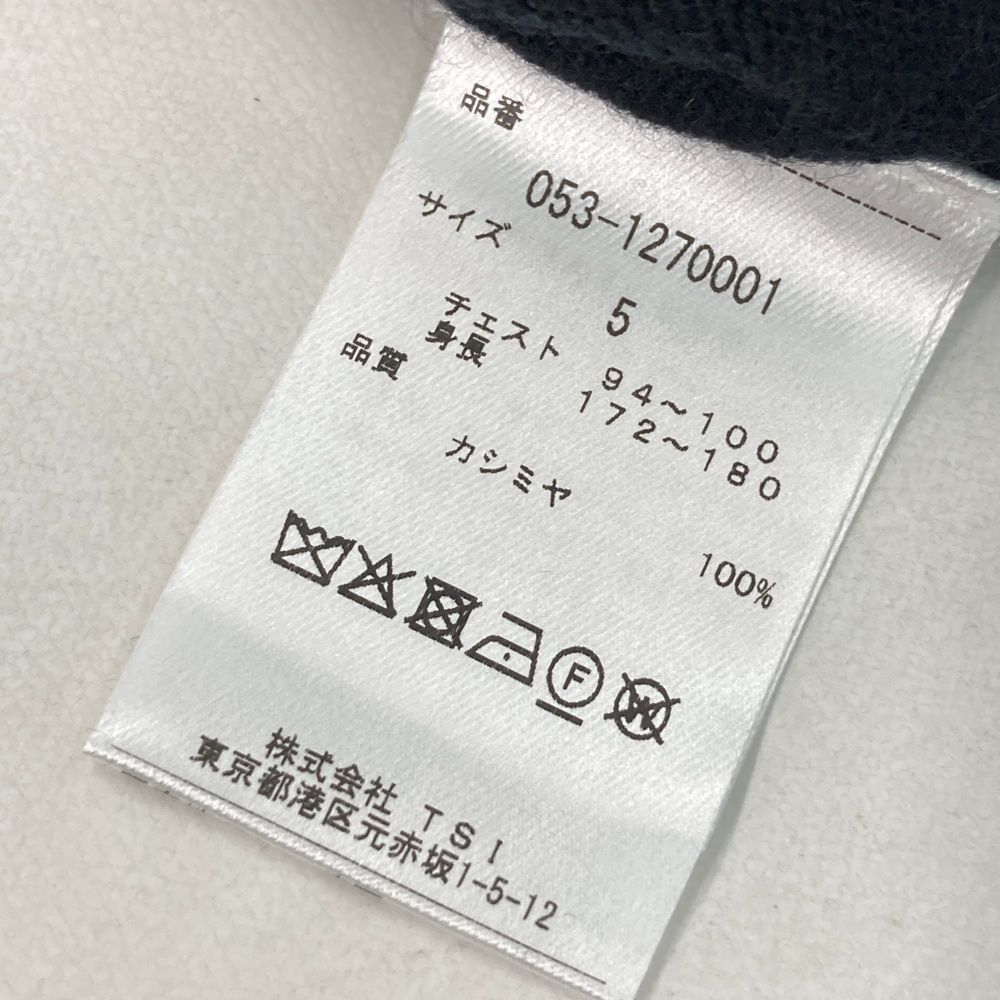 品番
053-1270001
サイズ
5
チェスト 94~100
身長 172~180
品質
カシミヤ
100%
F
W
株式会社 TSI
東京都港区元赤坂1-5-12